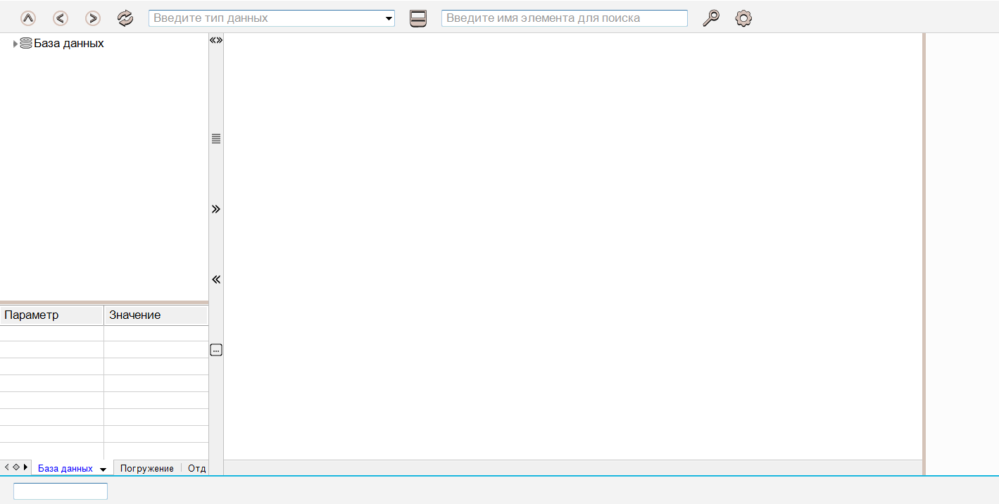 Введите тип данных
Введите имя элемента для поиска
База данных
Параметр Значение
База данных Погружение Отд